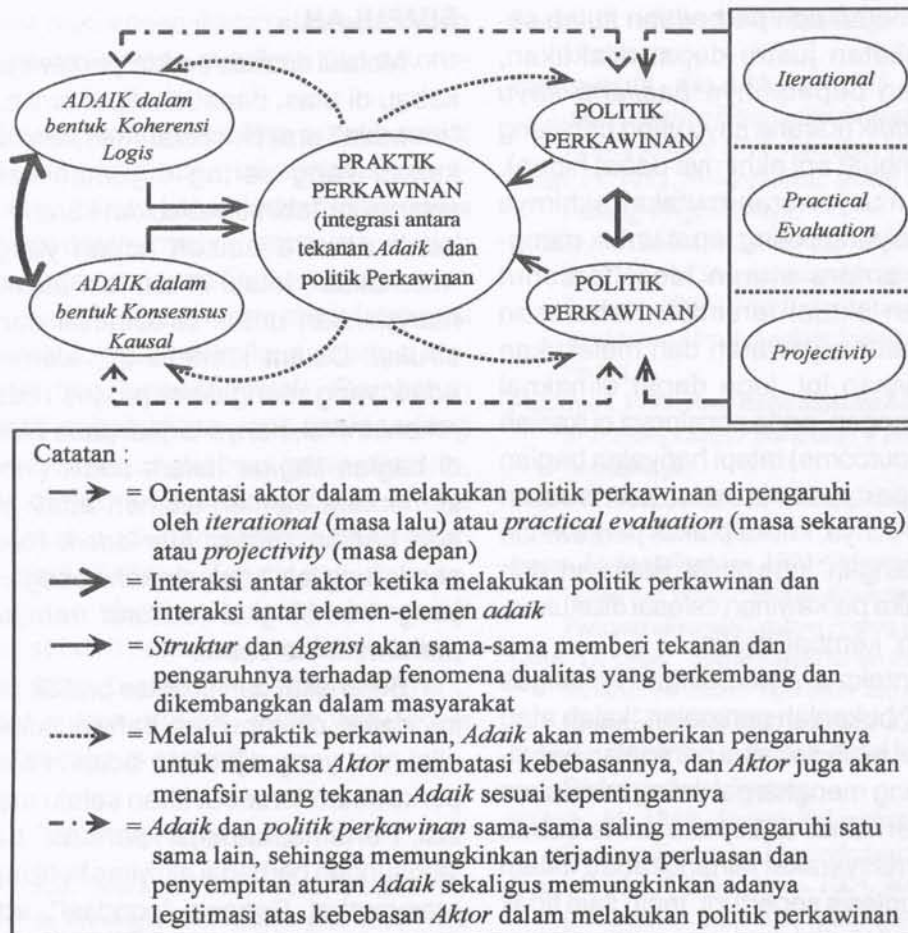 ADAIK dalam
bentuk Koherensi
Logis
PRAKTIK
PERKAWINAN
(integrasi antara
tekanan Adaik dan
politik Perkawinan
POLITIK
PERKAWINAN
Iterational
Practical
Evaluation
ADAIK dalam
bentuk Konsesnsus
Kausal
POLITIK
PERKAWINAN
Projectivity
Catatan :
= Orientasi aktor dalam melakukan politik perkawinan dipengaruhi
oleh iterational (masa lalu) atau practical evaluation (masa sekarang)
atau projectivity (masa depan)
= Interaksi antar aktor ketika melakukan politik perkawinan dan
interaksi antar elemen-elemen adaik
= Struktur dan Agensi akan sama-sama memberi tekanan dan
pengaruhnya terhadap fenomena dualitas yang berkembang dan
dikembangkan dalam masyarakat
= Melalui praktik perkawinan, Adaik akan memberikan pengaruhnya
untuk memaksa Aktor membatasi kebebasannya, dan Aktor juga akan
menafsir ulang tekanan Adaik sesuai kepentingannya
= Adaik dan politik perkawinan sama-sama saling mempengaruhi satu
sama lain, sehingga memungkinkan terjadinya perluasan dan
penyempitan aturan Adaik sekaligus memungkinkan adanya
legitimasi atas kebebasan Aktor dalam melakukan politik perkawinan